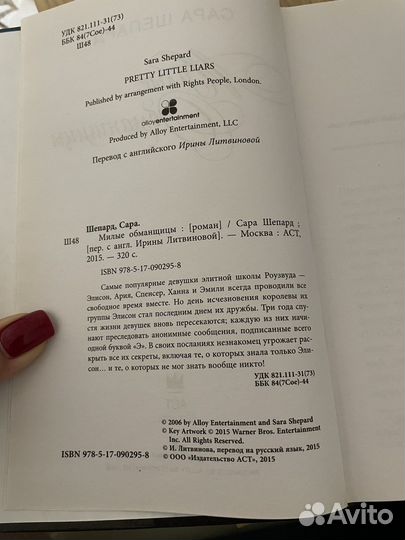 УДК 821.111-31(73)
ББК 84(7Сое)-44
Ш48
Sara Shepard
PRETTY LITTLE LIARS
Published by arrangement with Rights People, London.
alloyentertainment
Produced by Alloy Entertainment, LLC
Перевод с английского Ирины Литвиновой
Шепард, Сара.
Ш48 Милые обманщицы : [роман] / Сара Шепард ;
[пер. с англ. Ирины Литвиновой]. — Москва : АСТ,
2015. — 320 с.
ISBN 978-5-17-090295-8
Самые популярные девушки элитной школы Роузвуда —
Элисон, Ария, Спенсер, Ханна и Эмили всегда проводили все
свободное время вместе. Но день исчезновения королевы их
группы Элисон стал последним днем их дружбы. Три года спу-
стя жизни девушек вновь пересекаются; каждую из них начи-
нают преследовать анонимные сообщения, подписанные всего
одной буквой «Э». В своих посланиях незнакомец угрожает рас-
крыть все их секреты, включая те, о которых знала только Эли-
сон... и те, о которых не мог знать вообще никто!
УДК 821.111-31(73)
ББК 84(7Сое)-44
© 2006 by Alloy Entertainment and Sara Shepard
© Key Artwork © 2015 Warner Bros. Entertainment
Inc. All Rights Reserved.
© И. Литвинова, перевод на русский язык, 2015
ISBN 978-5-17-090295-8 © ООО «Издательство АСТ», 2015
Avito